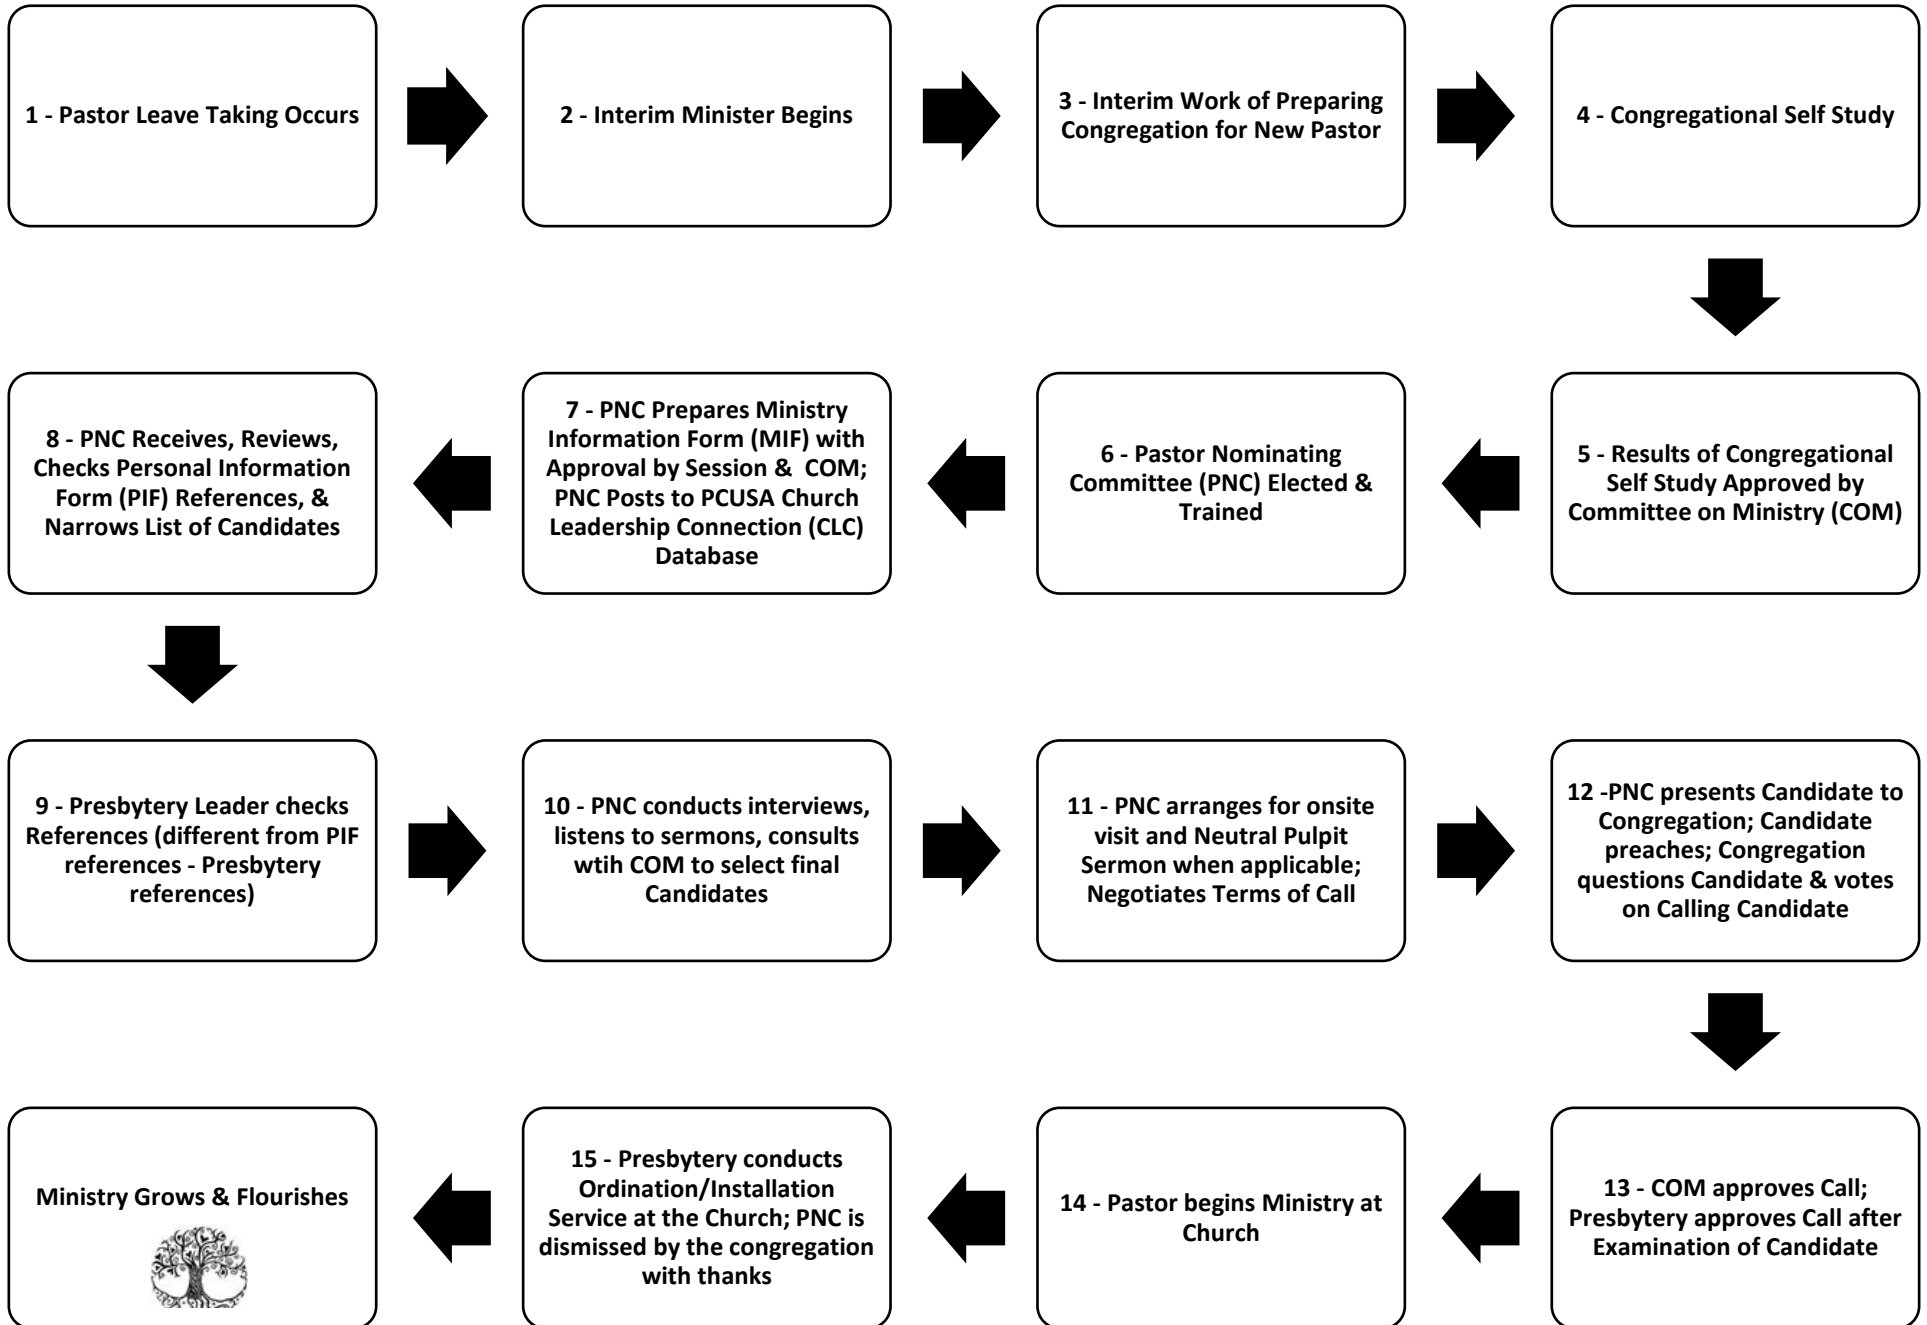 1 - Pastor Leave Taking Occurs
2 - Interim Minister Begins
3 - Interim Work of Preparing
Congregation for New Pastor
4 - Congregational Self Study
5 - Results of Congregational
Self Study Approved by
Committee on Ministry (COM)
6 - Pastor Nominating
Committee (PNC) Elected &
Trained
7 - PNC Prepares Ministry
Information Form (MIF) with
Approval by Session &  COM;
PNC Posts to PCUSA Church
Leadership Connection (CLC)
Database
8 - PNC Receives, Reviews,
Checks Personal Information
Form (PIF) References, &
Narrows List of Candidates
9 - Presbytery Leader checks
References (different from PIF
references - Presbytery
references)
10 - PNC conducts interviews,
listens to sermons, consults
wtih COM to select final
Candidates
11 - PNC arranges for onsite
visit and Neutral Pulpit
Sermon when applicable;
Negotiates Terms of Call
12 -PNC presents Candidate to
Congregation; Candidate
preaches; Congregation
questions Candidate & votes
on Calling Candidate
13 - COM approves Call;
Presbytery approves Call after
Examination of Candidate
14 - Pastor begins Ministry at
Church
15 - Presbytery conducts
Ordination/Installation
Service at the Church; PNC is
dismissed by the congregation
with thanks
Ministry Grows & Flourishes